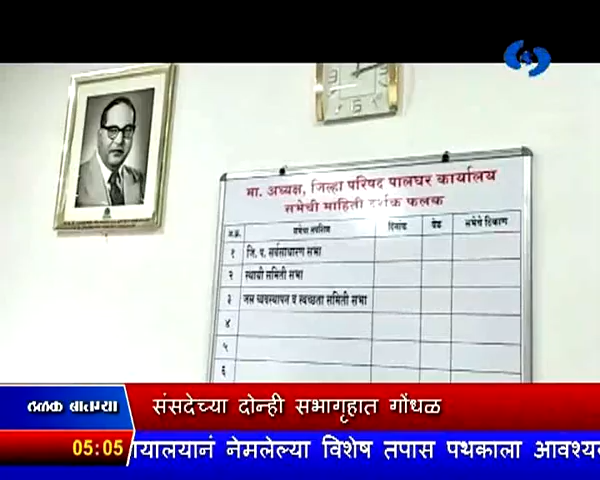 मा. अध्यक्ष, जिल्हा परिषद पालघर कार्यालय
सभेची माहिती दर्शक फलक
अ.क्र. सभेचा तपशिल दिनांक वेळ सभेचे ठिकाण
१ जि. प. सर्वसाधारण सभा
२ स्थायी समिती सभा
३ जल व्यवस्थापन व स्वच्छता समिती सभा
४
५
६
ठळक बातम्या संसदेच्या दोन्ही सभागृहात गोंधळ
05:05 यायालयानं नेमलेल्या विशेष तपास पथकाला आवश्य